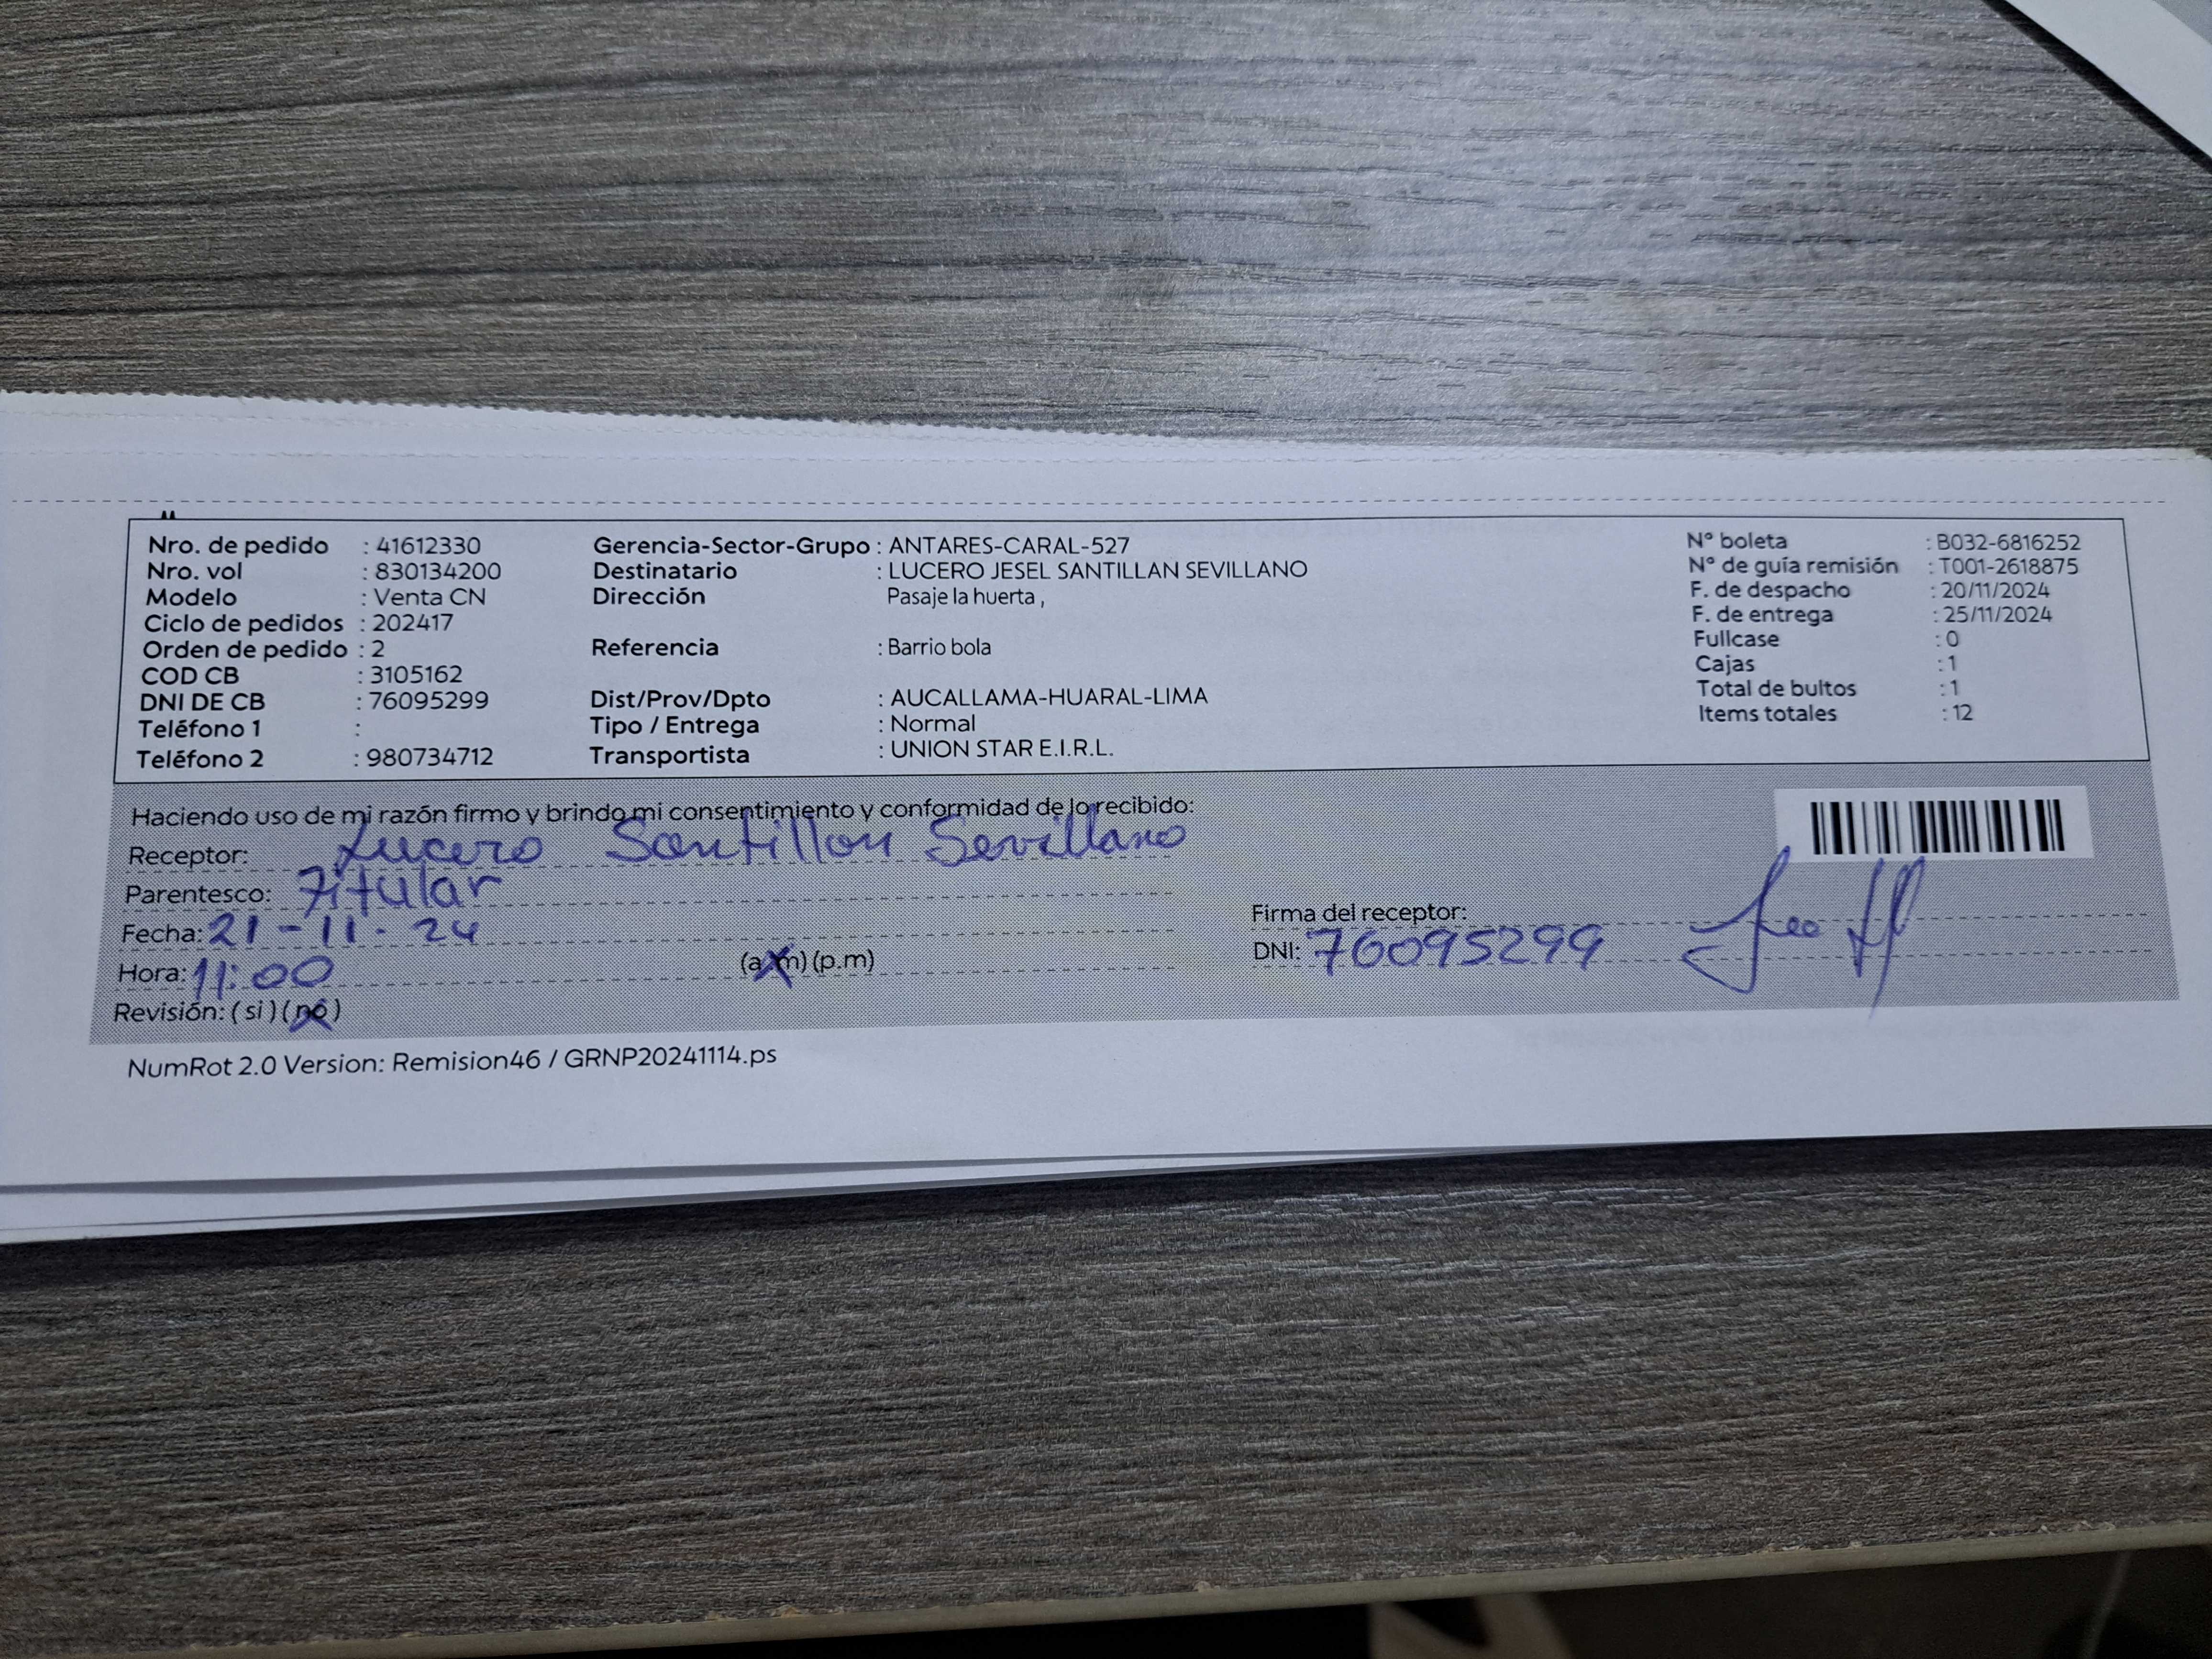 Nro. de pedido : 41612330
Nro. vol : 830134200
Modelo : Venta CN
Ciclo de pedidos : 202417
Orden de pedido : 2
COD CB : 3105162
DNI DE CB : 76095299
Teléfono 1 :
Teléfono 2 : 980734712
Gerencia-Sector-Grupo : ANTARES-CARAL-527
Destinatario : LUCERO JESEL SANTILLAN SEVILLANO
Dirección Pasaje la huerta ,
Referencia : Barrio bola
Dist/Prov/Dpto : AUCALLAMA-HUARAL-LIMA
Tipo / Entrega : Normal
Transportista : UNION STAR E.I.R.L.
N° boleta : B032-6816252
N° de guía remisión : T001-2618875
F. de despacho : 20/11/2024
F. de entrega : 25/11/2024
Fullcase : 0
Cajas : 1
Total de bultos : 1
Items totales : 12
Haciendo uso de mi razón firmo y brindo mi consentimiento y conformidad de lo recibido:
Receptor: Lucero Santillan Sevillano
Parentesco: Titular
Fecha: 21-11-24
Hora: 11:00 (a.m) (p.m)
Revisión: (si) (no)
Firma del receptor:
DNI: 76095299
NumRot 2.0 Version: Remision46 / GRNP20241114.ps